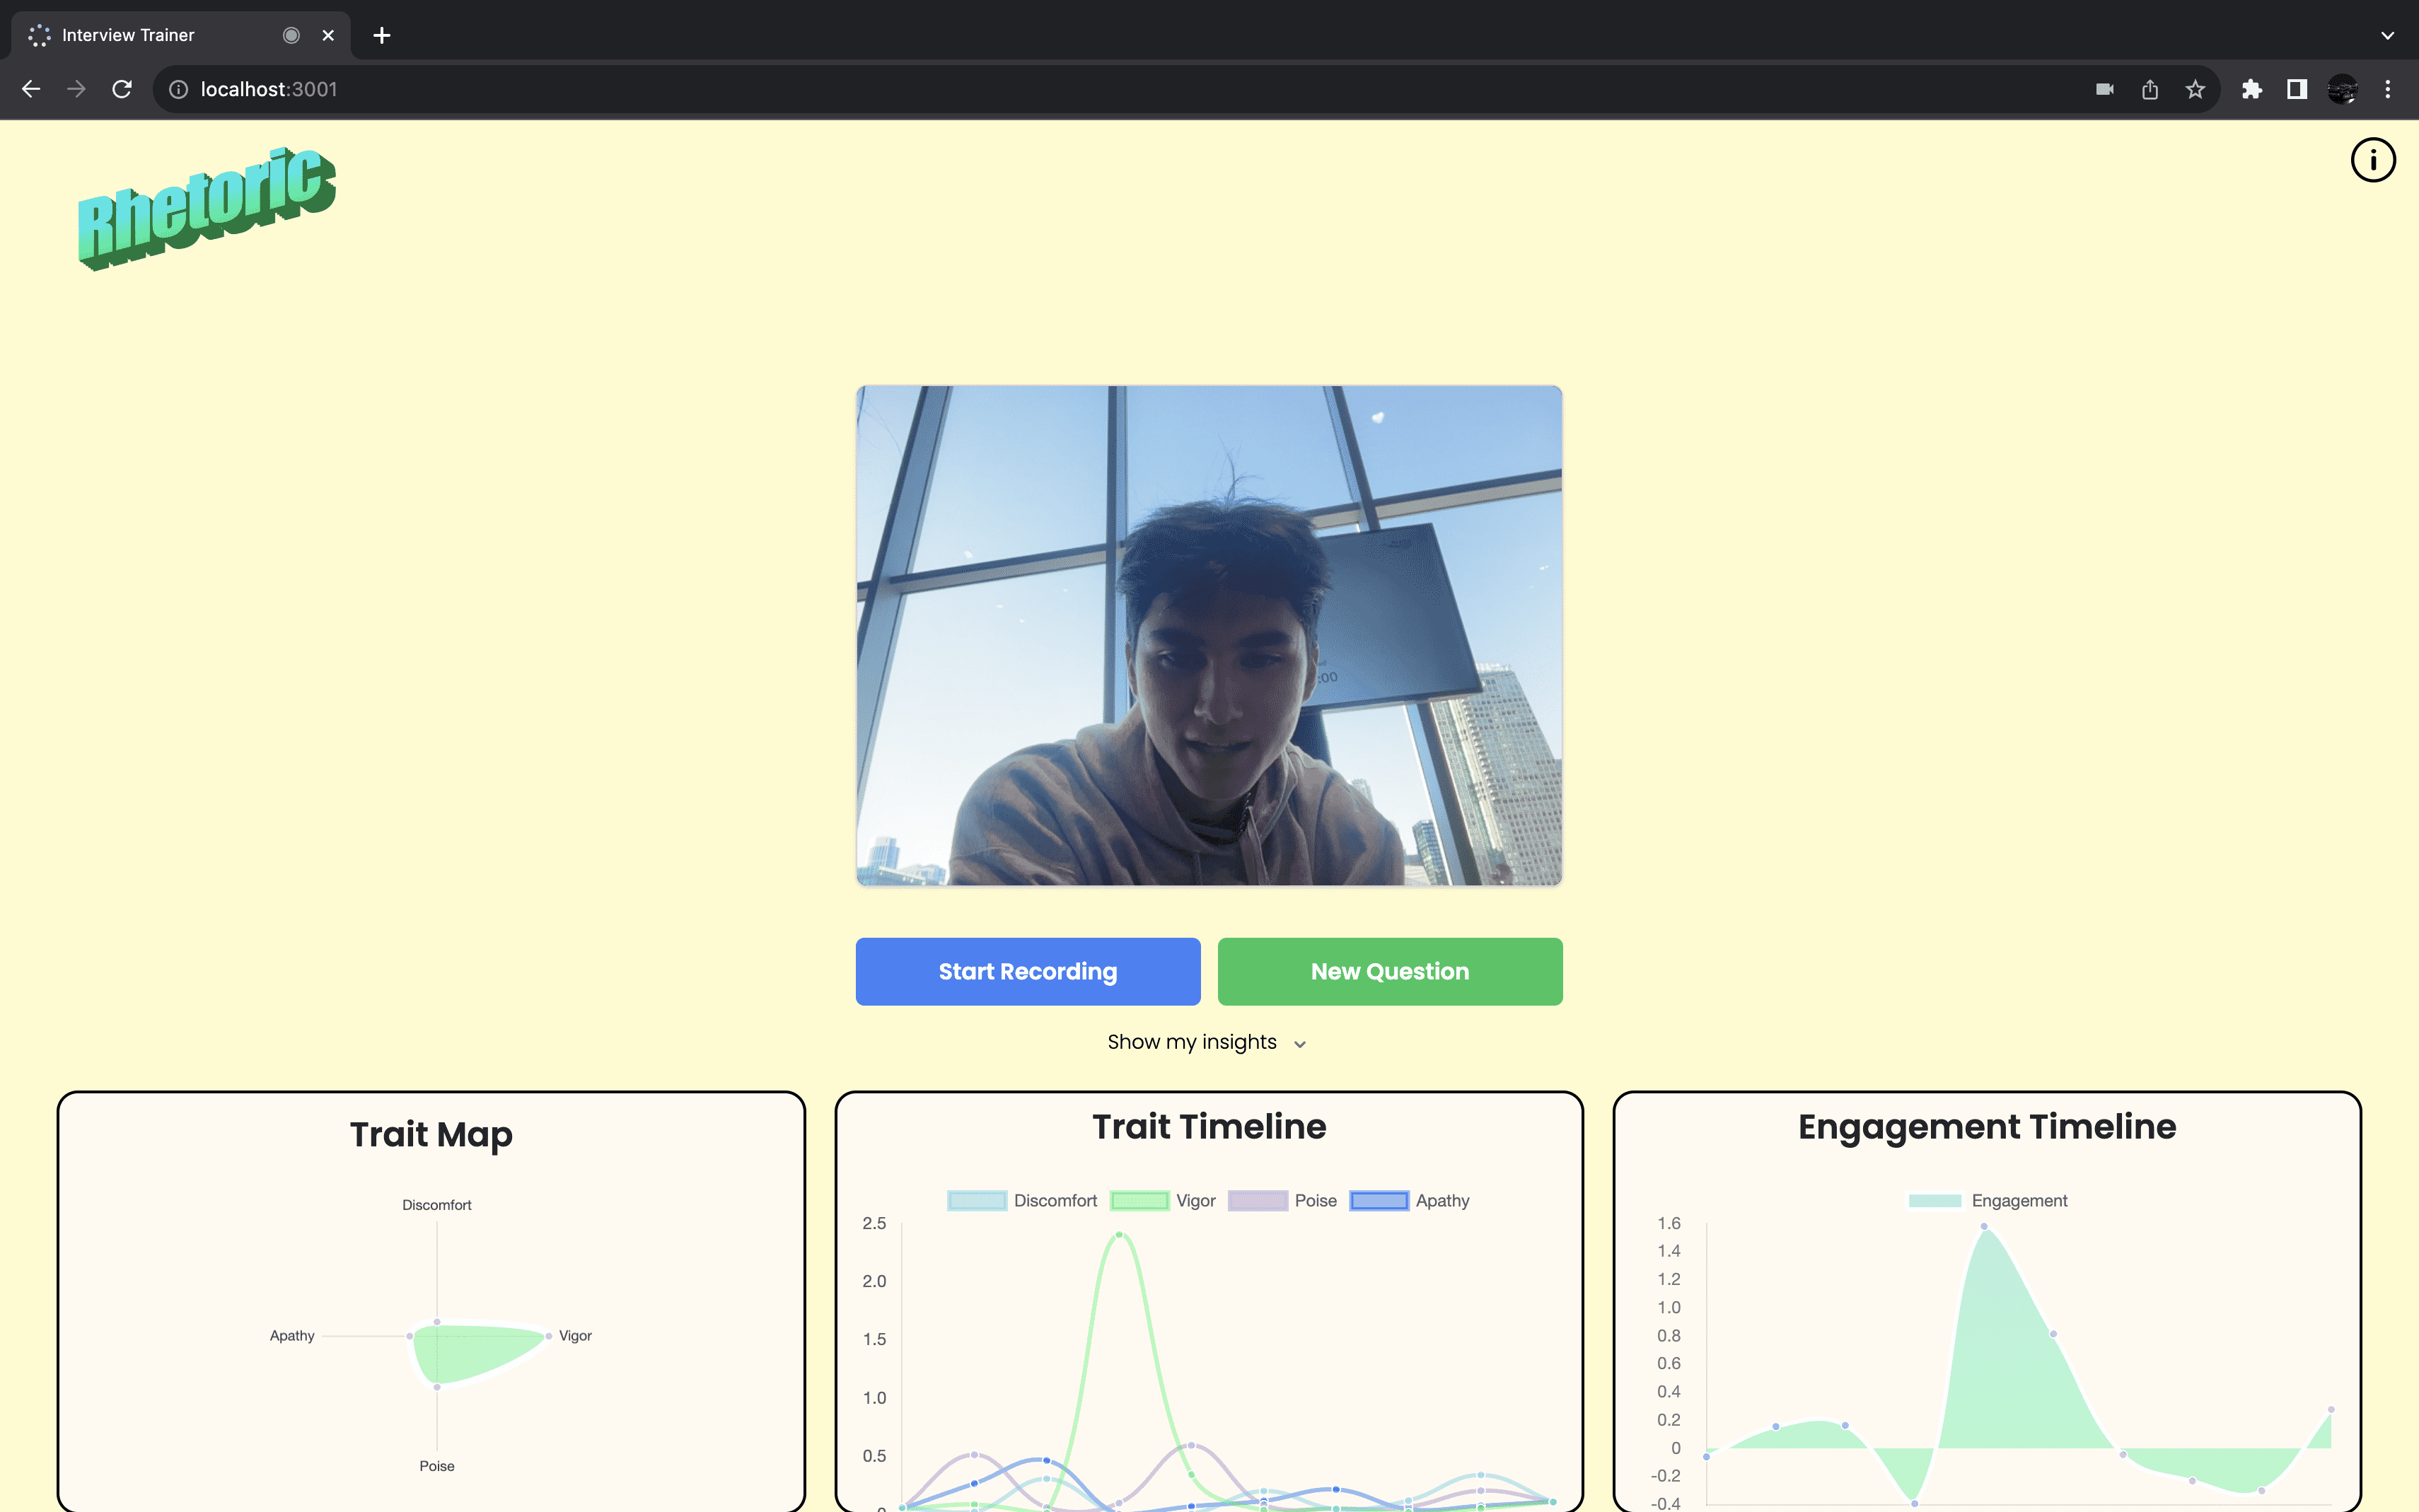 Interview Trainer
localhost:3001
Rhetoric
:00
Start Recording
New Question
Show my insights
Trait Map
Discomfort
Apathy
Vigor
Poise
Trait Timeline
Discomfort Vigor Poise Apathy
2.5
2.0
1.5
1.0
0.5
0
Engagement Timeline
Engagement
1.6
1.4
1.2
1.0
0.8
0.6
0.4
0.2
0
-0.2
-0.4